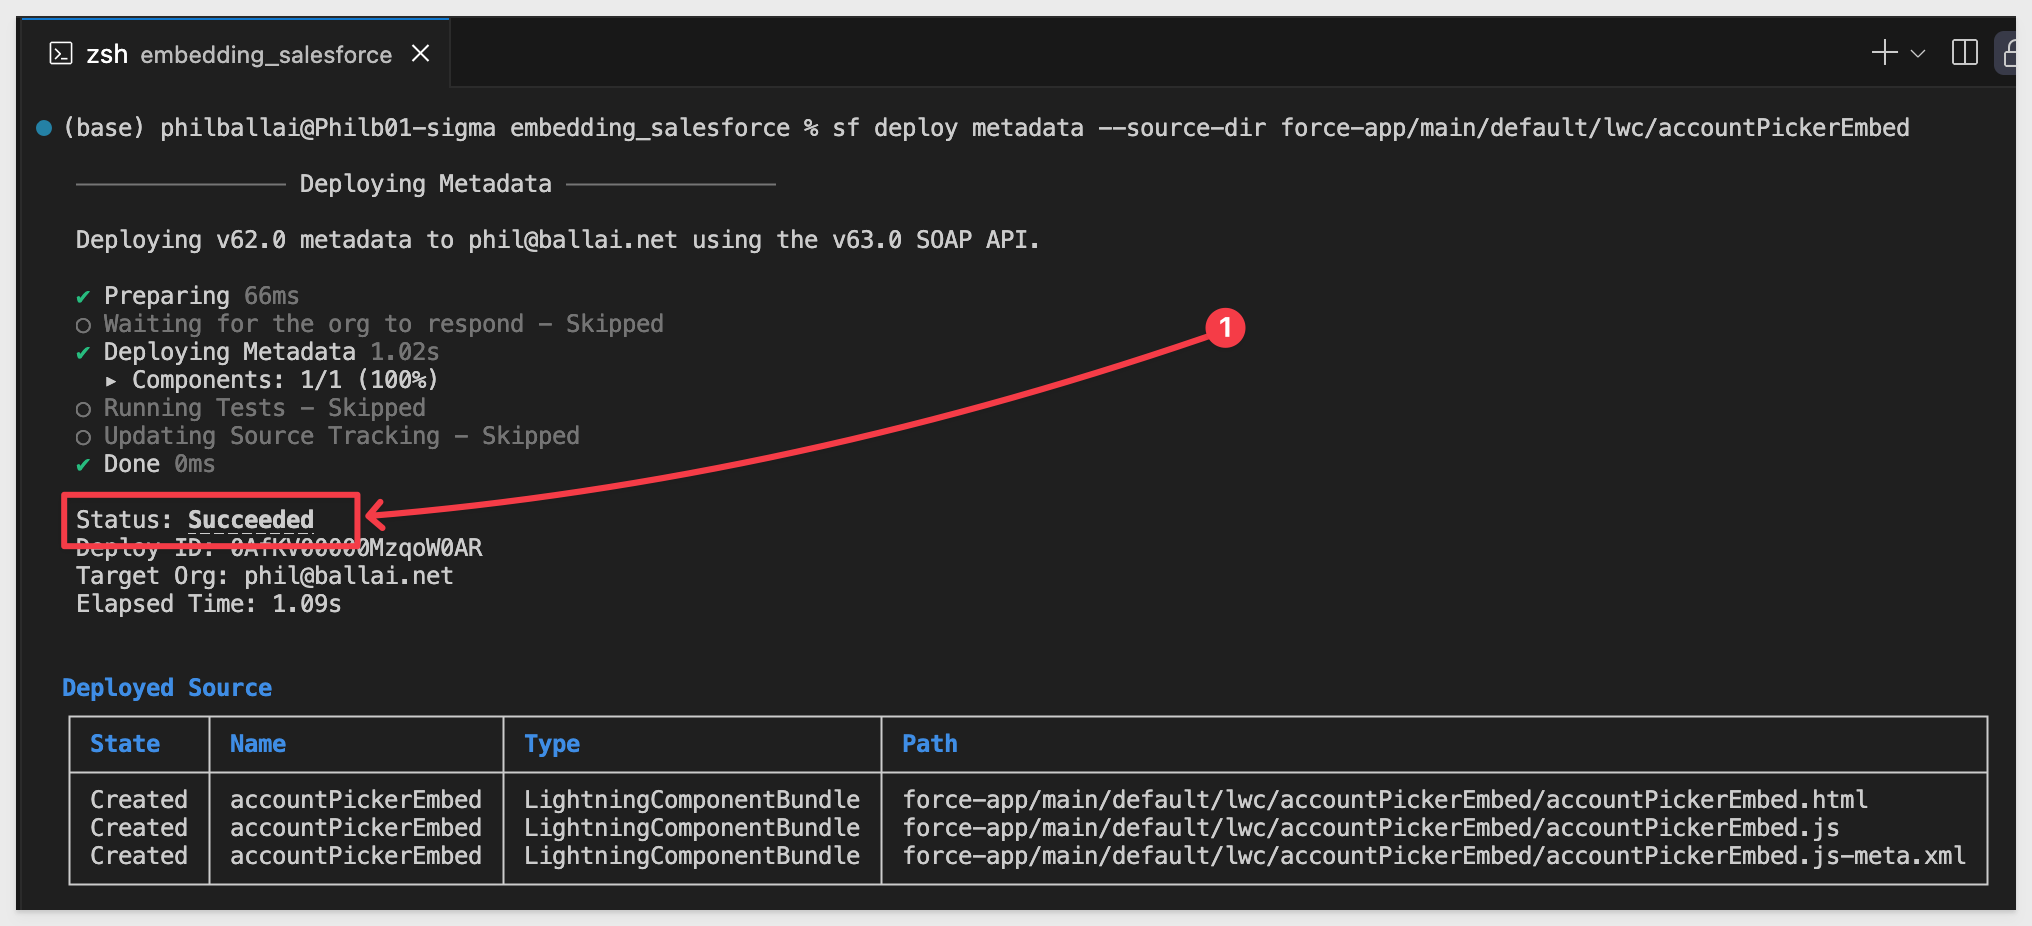 zsh embedding_salesforce
(base) philballai@Philb01-sigma embedding_salesforce % sf deploy metadata --source-dir force-app/main/default/lwc/accountPickerEmbed
Deploying Metadata
Deploying v62.0 metadata to phil@ballai.net using the v63.0 SOAP API.
✔ Preparing 66ms
Waiting for the org to respond - Skipped
✔ Deploying Metadata 1.02s
▸ Components: 1/1 (100%)
Running Tests - Skipped
Updating Source Tracking - Skipped
✔ Done 0ms
1
Status: Succeeded
Deploy ID: 0AfKV00000MzqoW0AR
Target Org: phil@ballai.net
Elapsed Time: 1.09s
Deployed Source
State Name Type Path
Created accountPickerEmbed LightningComponentBundle force-app/main/default/lwc/accountPickerEmbed/accountPickerEmbed.html
Created accountPickerEmbed LightningComponentBundle force-app/main/default/lwc/accountPickerEmbed/accountPickerEmbed.js
Created accountPickerEmbed LightningComponentBundle force-app/main/default/lwc/accountPickerEmbed/accountPickerEmbed.js-meta.xml